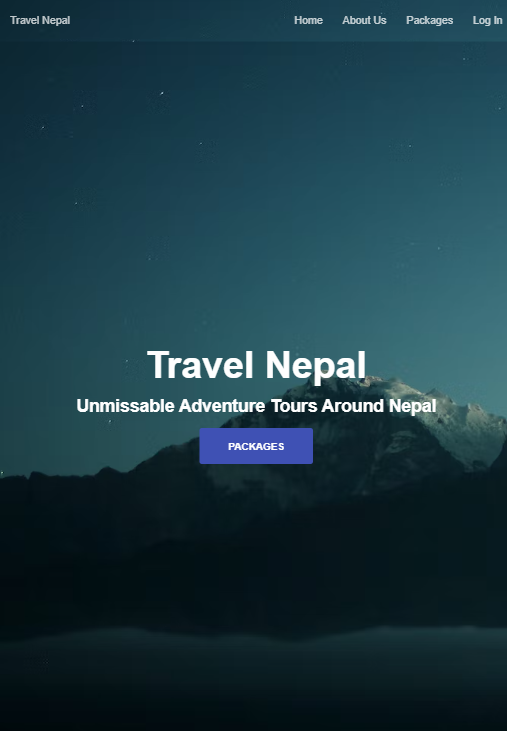 Travel Nepal
Home About Us Packages Log In
Travel Nepal
Unmissable Adventure Tours Around Nepal
PACKAGES